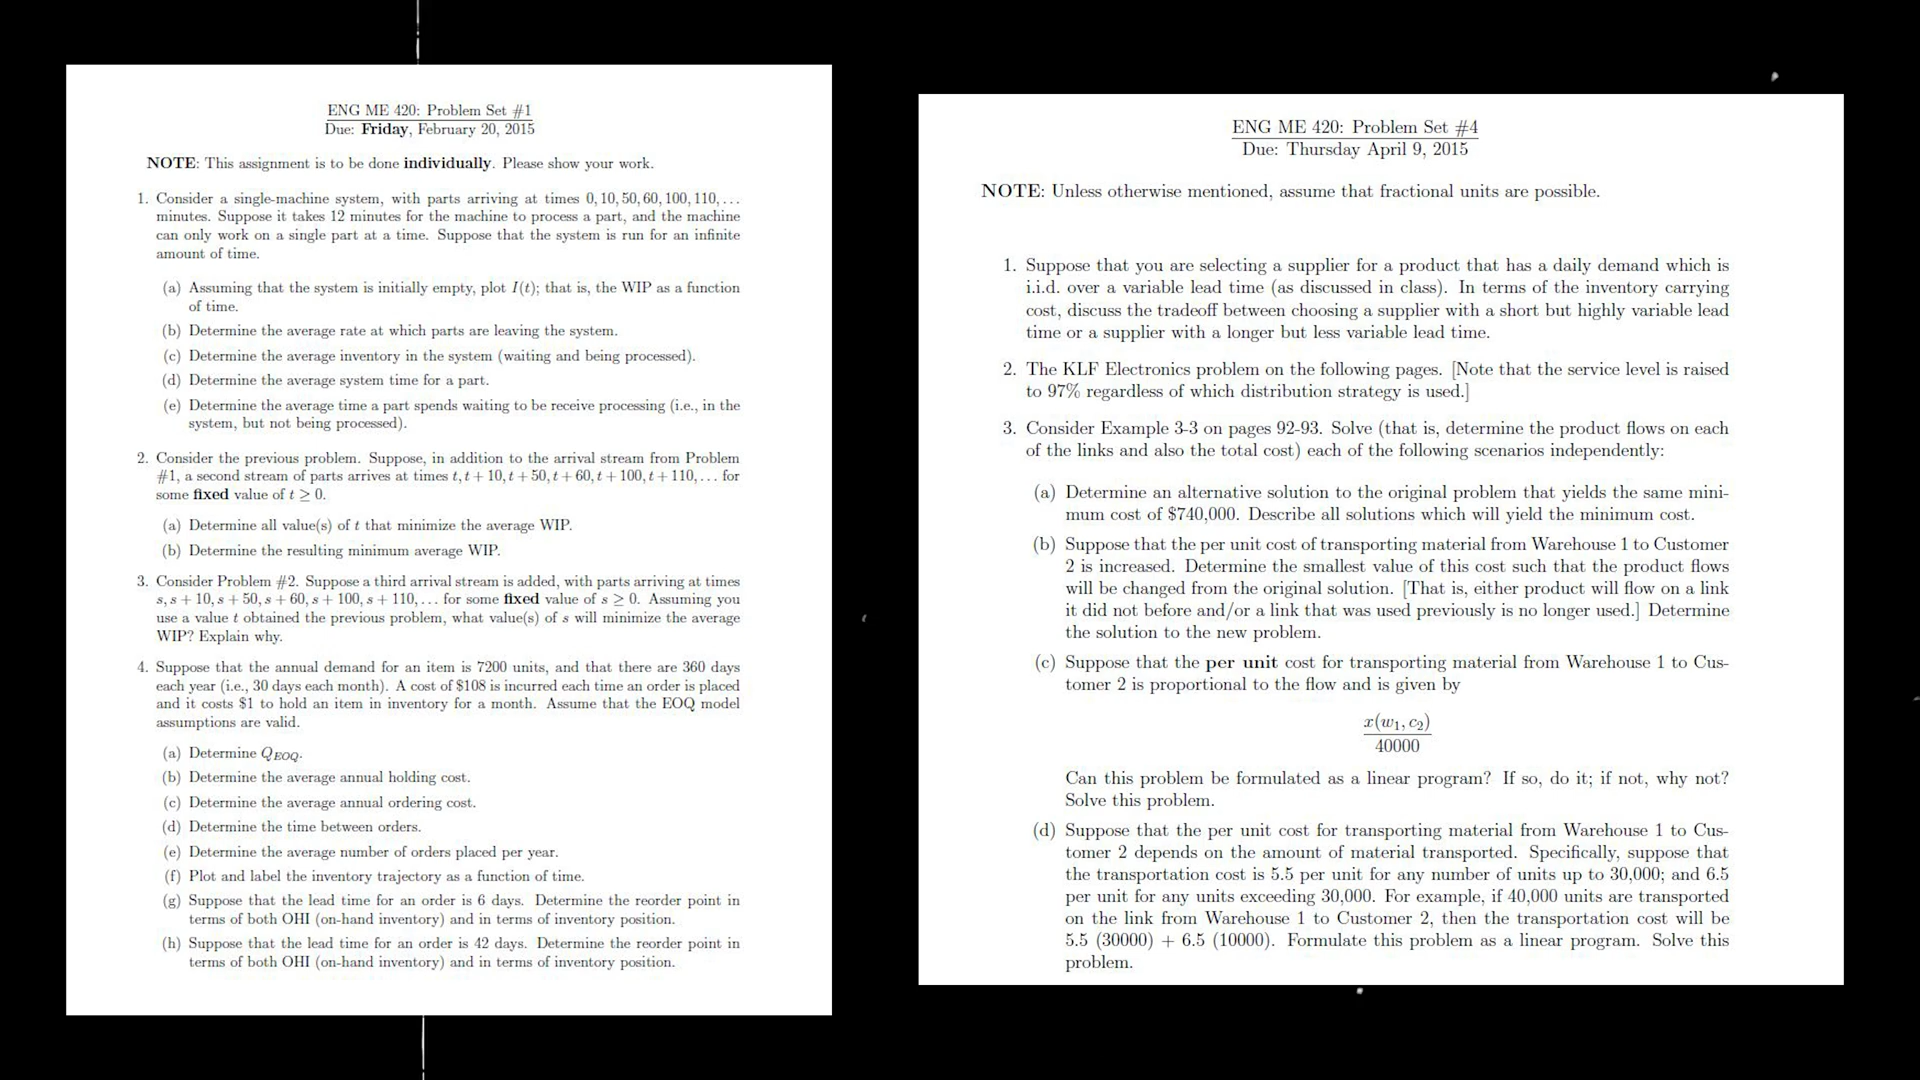 ENG ME 420: Problem Set #1
Due: Friday, February 20, 2015
NOTE: This assignment is to be done individually. Please show your work.
1. Consider a single-machine system, with parts arriving at times 0, 10, 50, 60, 100, 110, ...
minutes. Suppose it takes 12 minutes for the machine to process a part, and the machine
can only work on a single part at a time. Suppose that the system is run for an infinite
amount of time.
(a) Assuming that the system is initially empty, plot I(t); that is, the WIP as a function
of time.
(b) Determine the average rate at which parts are leaving the system.
(c) Determine the average inventory in the system (waiting and being processed).
(d) Determine the average system time for a part.
(e) Determine the average time a part spends waiting to be receive processing (i.e., in the
system, but not being processed).
2. Consider the previous problem. Suppose, in addition to the arrival stream from Problem
#1, a second stream of parts arrives at times t, t + 10, t + 50, t + 60, t + 100, t + 110, ... for
some fixed value of t ≥ 0.
(a) Determine all value(s) of t that minimize the average WIP.
(b) Determine the resulting minimum average WIP.
3. Consider Problem #2. Suppose a third arrival stream is added, with parts arriving at times
s, s + 10, s + 50, s + 60, s + 100, s + 110, ... for some fixed value of s ≥ 0. Assuming you
use a value t obtained the previous problem, what value(s) of s will minimize the average
WIP? Explain why.
4. Suppose that the annual demand for an item is 7200 units, and that there are 360 days
each year (i.e., 30 days each month). A cost of $108 is incurred each time an order is placed
and it costs $1 to hold an item in inventory for a month. Assume that the EOQ model
assumptions are valid.
(a) Determine Q_EOQ.
(b) Determine the average annual holding cost.
(c) Determine the average annual ordering cost.
(d) Determine the time between orders.
(e) Determine the average number of orders placed per year.
(f) Plot and label the inventory trajectory as a function of time.
(g) Suppose that the lead time for an order is 6 days. Determine the reorder point in
terms of both OHI (on-hand inventory) and in terms of inventory position.
(h) Suppose that the lead time for an order is 42 days. Determine the reorder point in
terms of both OHI (on-hand inventory) and in terms of inventory position.
ENG ME 420: Problem Set #4
Due: Thursday April 9, 2015
NOTE: Unless otherwise mentioned, assume that fractional units are possible.
1. Suppose that you are selecting a supplier for a product that has a daily demand which is
i.i.d. over a variable lead time (as discussed in class). In terms of the inventory carrying
cost, discuss the tradeoff between choosing a supplier with a short but highly variable lead
time or a supplier with a longer but less variable lead time.
2. The KLF Electronics problem on the following pages. [Note that the service level is raised
to 97% regardless of which distribution strategy is used.]
3. Consider Example 3-3 on pages 92-93. Solve (that is, determine the product flows on each
of the links and also the total cost) each of the following scenarios independently:
(a) Determine an alternative solution to the original problem that yields the same mini-
mum cost of $740,000. Describe all solutions which will yield the minimum cost.
(b) Suppose that the per unit cost of transporting material from Warehouse 1 to Customer
2 is increased. Determine the smallest value of this cost such that the product flows
will be changed from the original solution. [That is, either product will flow on a link
it did not before and/or a link that was used previously is no longer used.] Determine
the solution to the new problem.
(c) Suppose that the per unit cost for transporting material from Warehouse 1 to Cus-
tomer 2 is proportional to the flow and is given by
x(w₁, c₂)
40000
Can this problem be formulated as a linear program? If so, do it; if not, why not?
Solve this problem.
(d) Suppose that the per unit cost for transporting material from Warehouse 1 to Cus-
tomer 2 depends on the amount of material transported. Specifically, suppose that
the transportation cost is 5.5 per unit for any number of units up to 30,000; and 6.5
per unit for any units exceeding 30,000. For example, if 40,000 units are transported
on the link from Warehouse 1 to Customer 2, then the transportation cost will be
5.5 (30000) + 6.5 (10000). Formulate this problem as a linear program. Solve this
problem.